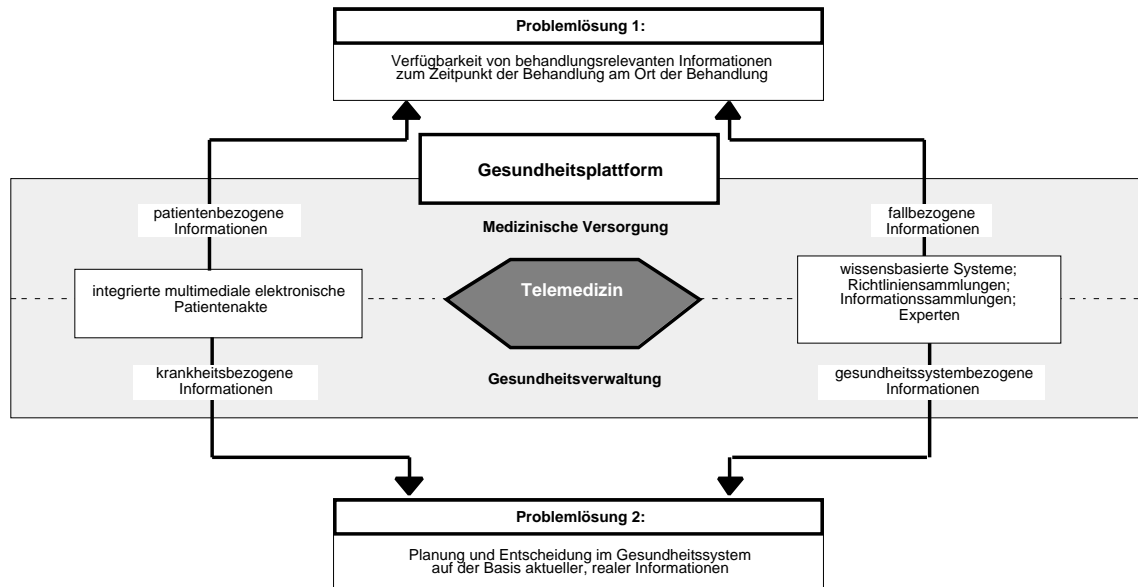 Problemlösung 1:
Verfügbarkeit von behandlungsrelevanten Informationen
zum Zeitpunkt der Behandlung am Ort der Behandlung
Gesundheitsplattform
patientenbezogene
Informationen
Medizinische Versorgung
fallbezogene
Informationen
integrierte multimediale elektronische
Patientenakte
Telemedizin
wissensbasierte Systeme;
Richtliniensammlungen;
Informationssammlungen;
Experten
krankheitsbezogene
Informationen
Gesundheitsverwaltung
gesundheitssystembezogene
Informationen
Problemlösung 2:
Planung und Entscheidung im Gesundheitssystem
auf der Basis aktueller, realer Informationen